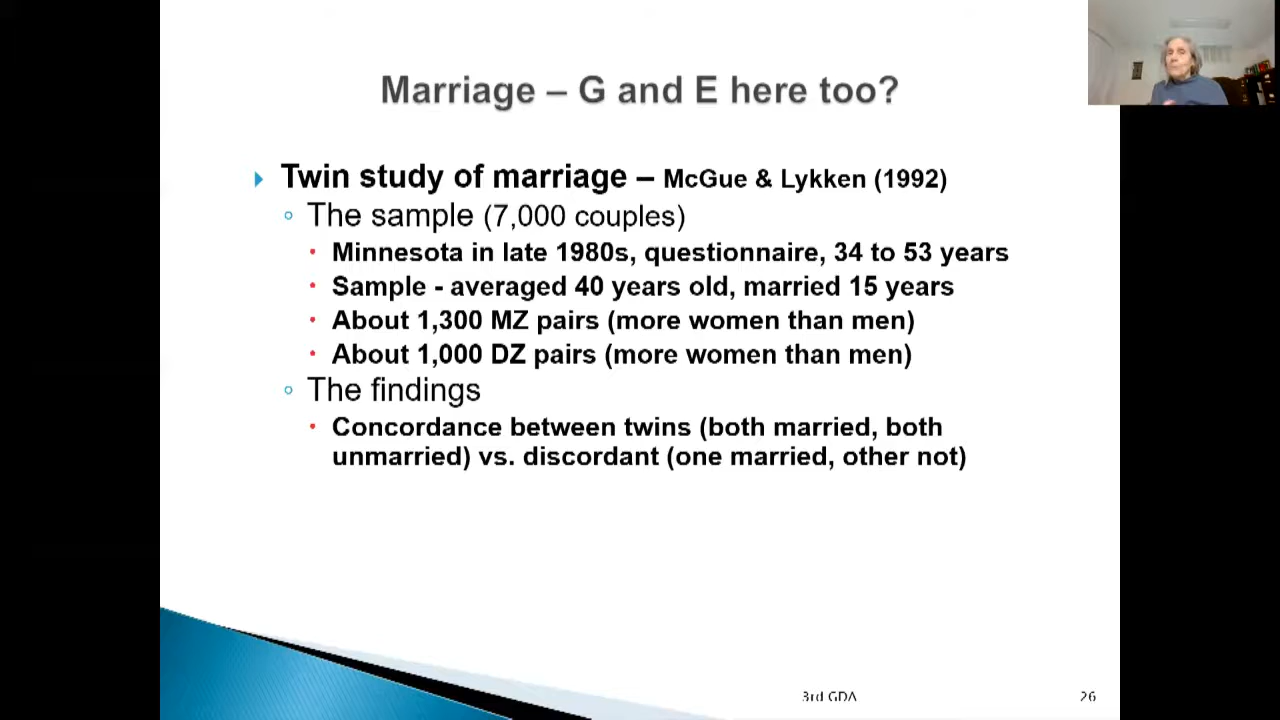 Marriage – G and E here too?
Twin study of marriage – McGue & Lykken (1992)
The sample (7,000 couples)
Minnesota in late 1980s, questionnaire, 34 to 53 years
Sample - averaged 40 years old, married 15 years
About 1,300 MZ pairs (more women than men)
About 1,000 DZ pairs (more women than men)
The findings
Concordance between twins (both married, both
unmarried) vs. discordant (one married, other not)
3rd GDA
26